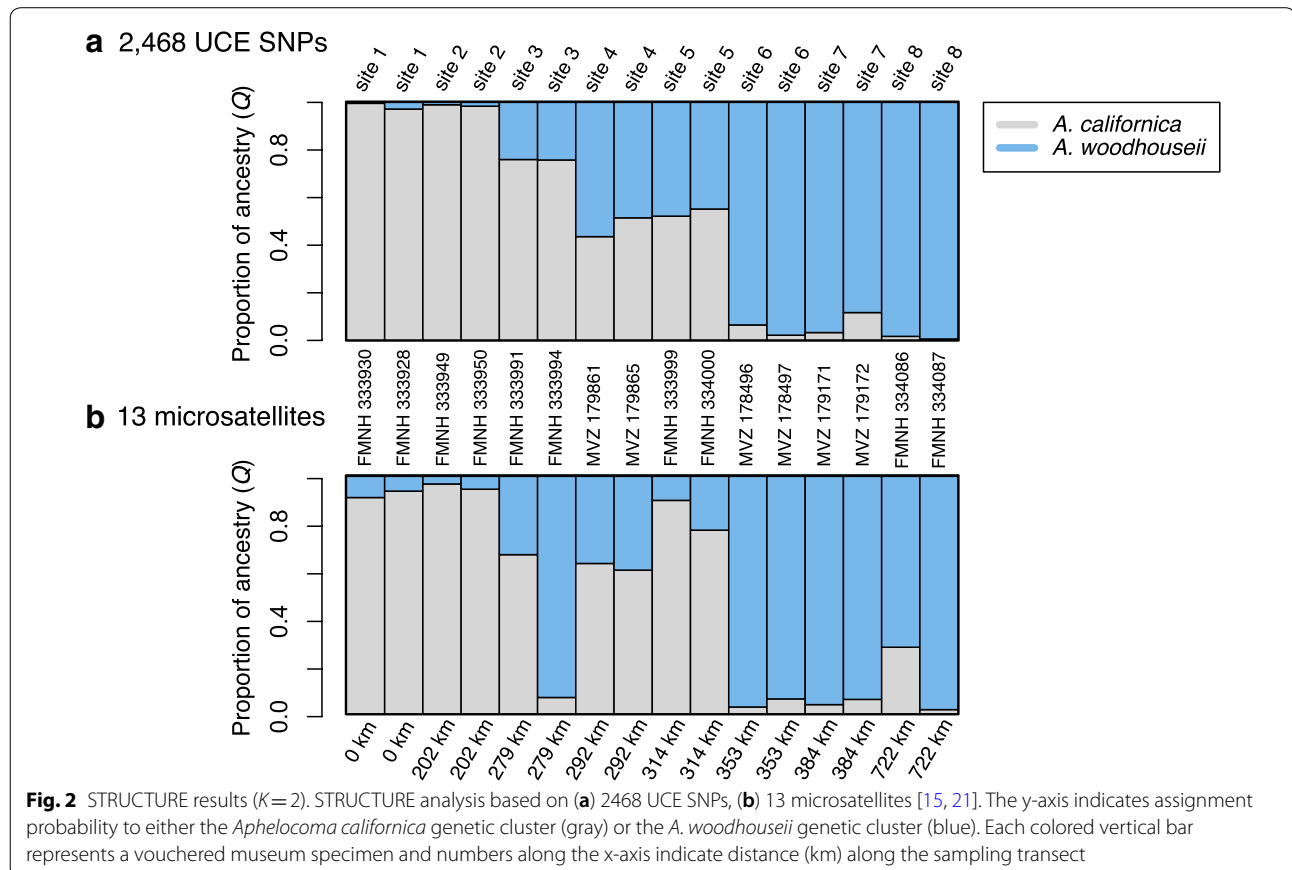 a 2,468 UCE SNPs
site 1 site 1 site 2 site 2 site 3 site 3 site 4 site 4 site 5 site 5 site 6 site 6 site 7 site 7 site 8 site 8
Proportion of ancestry (Q)
0.8
0.4
0.0
A. californica
A. woodhouseii
FMNH 333930
FMNH 333928
FMNH 333949
FMNH 333950
FMNH 333991
FMNH 333994
MVZ 179861
MVZ 179865
FMNH 333999
FMNH 334000
MVZ 178496
MVZ 178497
MVZ 179171
MVZ 179172
FMNH 334086
FMNH 334087
b 13 microsatellites
Proportion of ancestry (Q)
0.8
0.4
0.0
0 km 0 km 202 km 202 km 279 km 279 km 292 km 292 km 314 km 314 km 353 km 353 km 384 km 384 km 722 km 722 km
Fig. 2 STRUCTURE results (K=2). STRUCTURE analysis based on (a) 2468 UCE SNPs, (b) 13 microsatellites [15, 21]. The y-axis indicates assignment
probability to either the Aphelocoma californica genetic cluster (gray) or the A. woodhouseii genetic cluster (blue). Each colored vertical bar
represents a vouchered museum specimen and numbers along the x-axis indicate distance (km) along the sampling transect